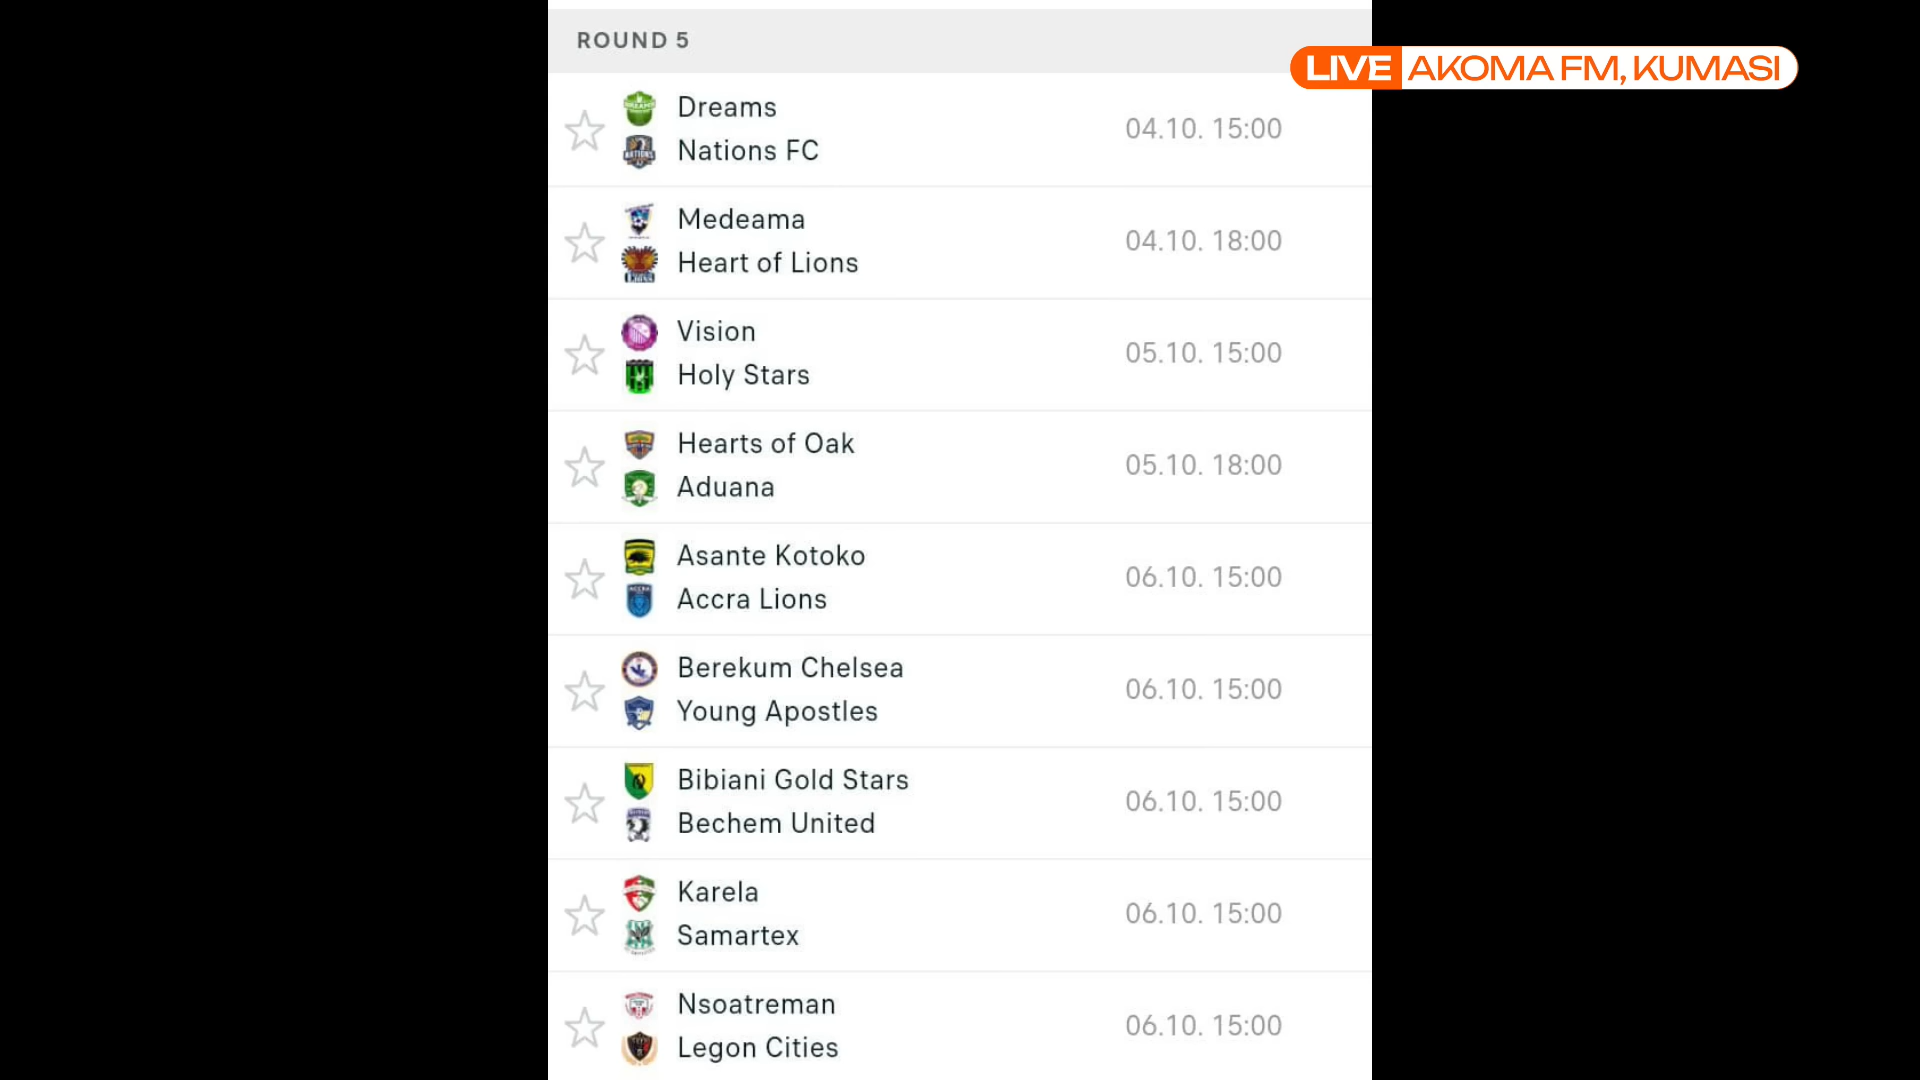 ROUND 5
LIVE AKOMA FM, KUMASI
Dreams
Nations FC
04.10. 15:00
Medeama
Heart of Lions
04.10. 18:00
Vision
Holy Stars
05.10. 15:00
Hearts of Oak
Aduana
05.10. 18:00
Asante Kotoko
Accra Lions
06.10. 15:00
Berekum Chelsea
Young Apostles
06.10. 15:00
Bibiani Gold Stars
Bechem United
06.10. 15:00
Karela
Samartex
06.10. 15:00
Nsoatreman
Legon Cities
06.10. 15:00